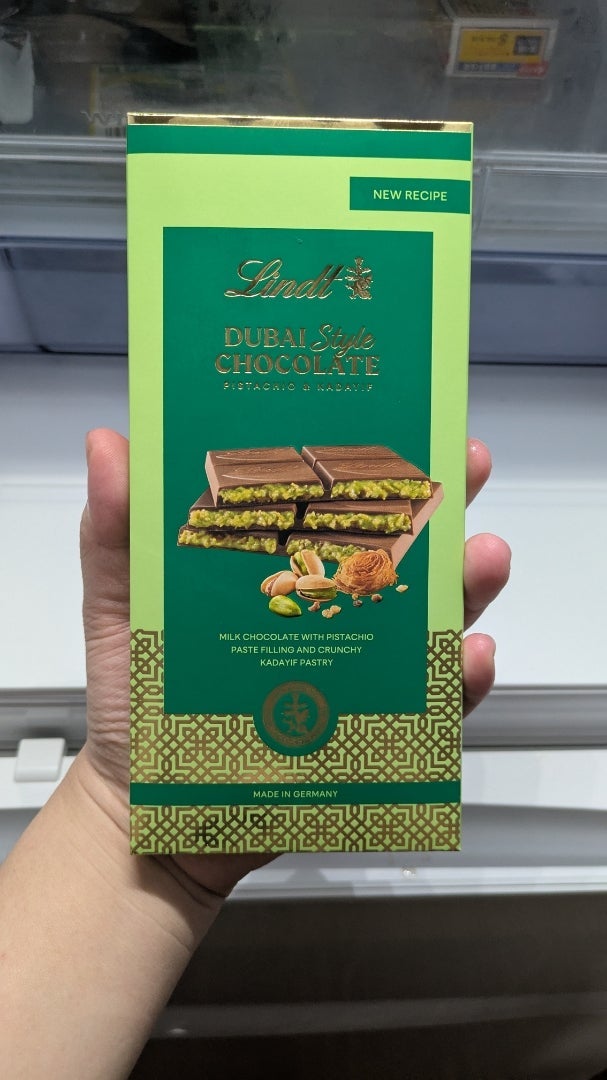 NEW RECIPE
Lindt
DUBAI Style
CHOCOLATE
PISTACHIO & KADAYIF
MILK CHOCOLATE WITH PISTACHIO
PASTE FILLING AND CRUNCHY
KADAYIF PASTRY
MADE IN GERMANY